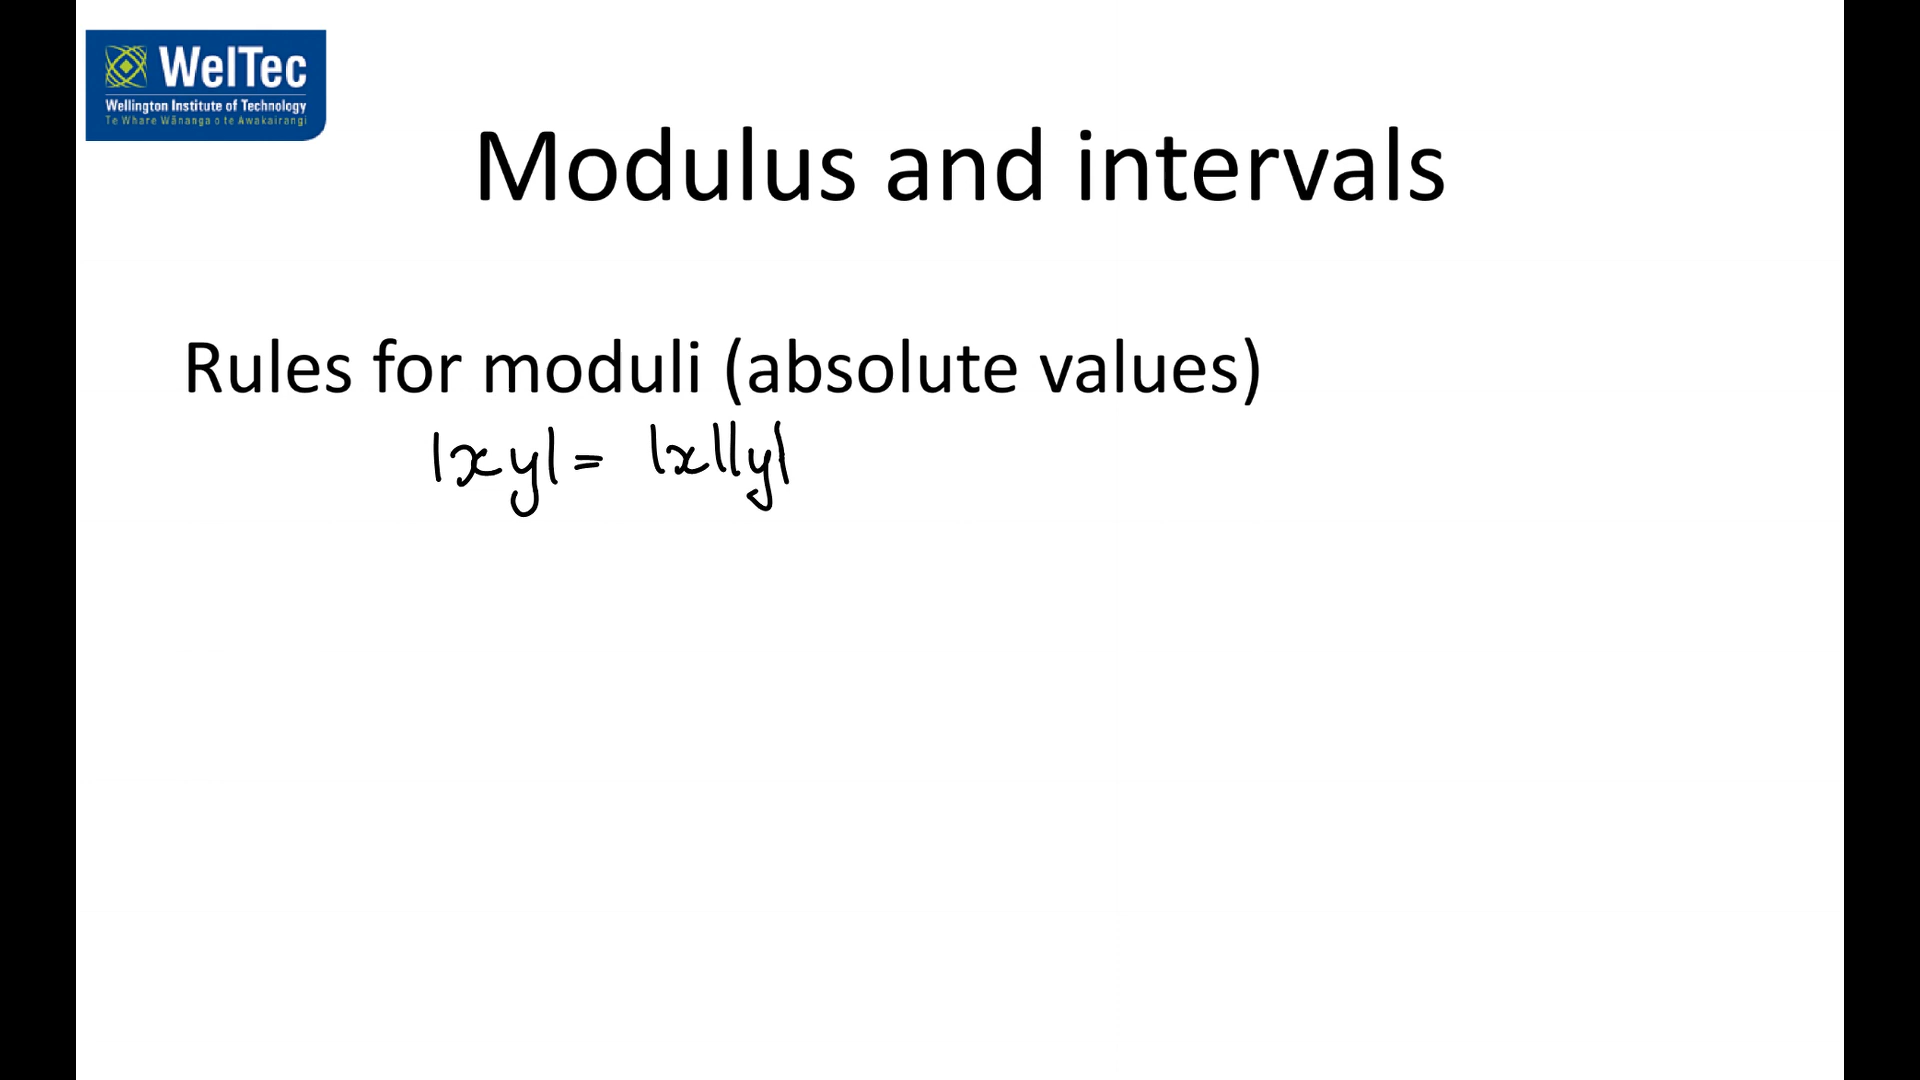 WelTec
Wellington Institute of Technology
Te Whare Wānanga o te Awakairangi
Modulus and intervals
Rules for moduli (absolute values)
|xy| = |x||y|